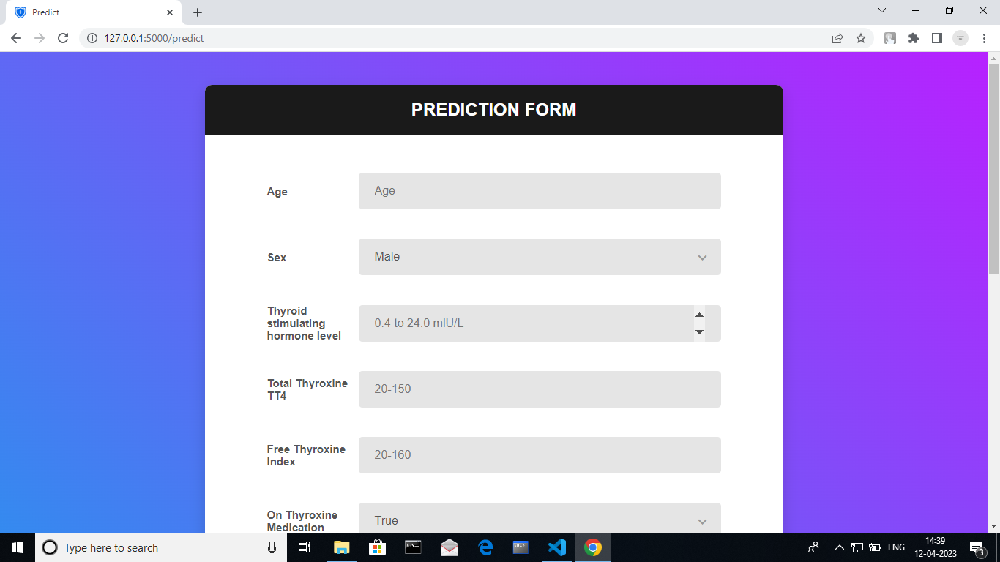 Predict
127.0.0.1:5000/predict
PREDICTION FORM
Age
Age
Sex
Male
Thyroid
stimulating
hormone level
0.4 to 24.0 mIU/L
Total Thyroxine
TT4
20-150
Free Thyroxine
Index
20-160
On Thyroxine
Medication
True
Type here to search
ENG
14:39
12-04-2023
3